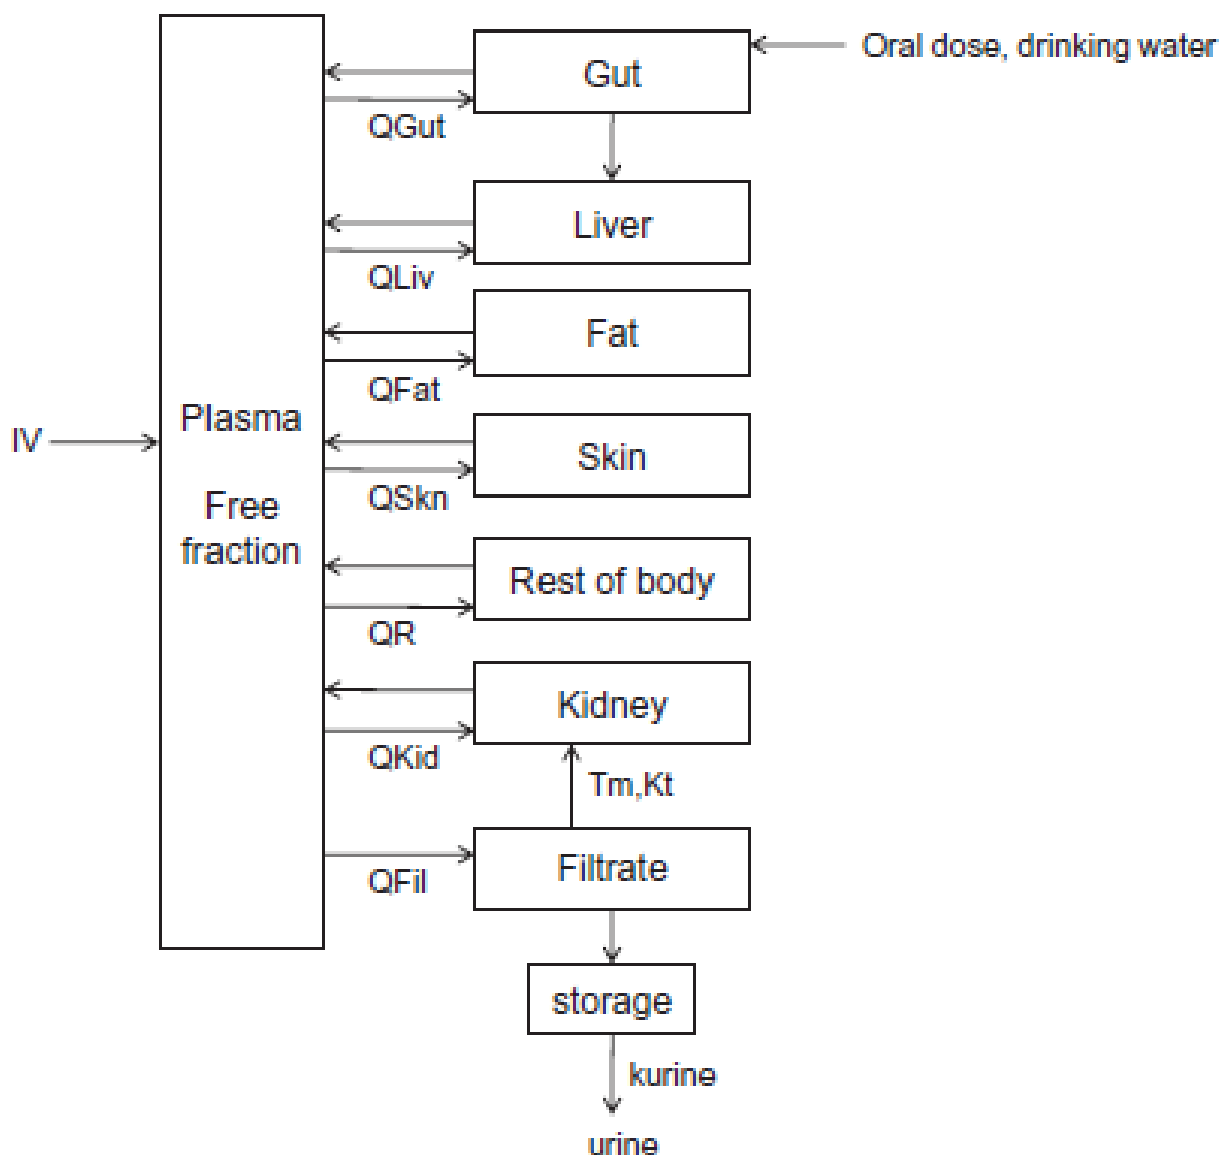 Oral dose, drinking water
Gut
QGut
Liver
QLiv
Fat
QFat
IV
Plasma
Free
fraction
Skin
QSkn
Rest of body
QR
Kidney
QKid
Tm,Kt
Filtrate
QFil
storage
kurine
urine